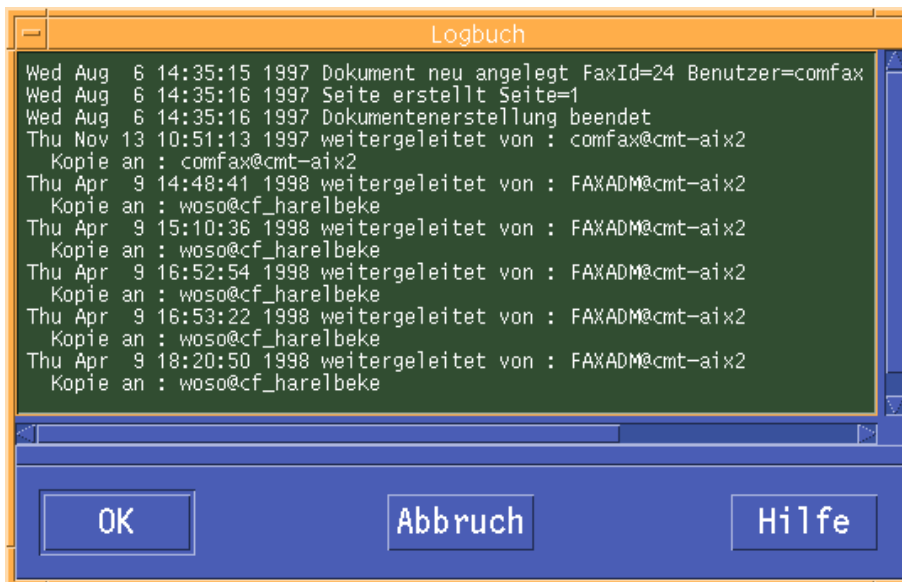 Logbuch
Wed Aug  6 14:35:15 1997 Dokument neu angelegt FaxId=24 Benutzer=comfax
Wed Aug  6 14:35:16 1997 Seite erstellt Seite=1
Wed Aug  6 14:35:16 1997 Dokumentenerstellung beendet
Thu Nov 13 10:51:13 1997 weitergeleitet von : comfax@cmt-aix2
  Kopie an : comfax@cmt-aix2
Thu Apr  9 14:48:41 1998 weitergeleitet von : FAXADM@cmt-aix2
  Kopie an : woso@cf_harelbeke
Thu Apr  9 15:10:36 1998 weitergeleitet von : FAXADM@cmt-aix2
  Kopie an : woso@cf_harelbeke
Thu Apr  9 16:52:54 1998 weitergeleitet von : FAXADM@cmt-aix2
  Kopie an : woso@cf_harelbeke
Thu Apr  9 16:53:22 1998 weitergeleitet von : FAXADM@cmt-aix2
  Kopie an : woso@cf_harelbeke
Thu Apr  9 18:20:50 1998 weitergeleitet von : FAXADM@cmt-aix2
  Kopie an : woso@cf_harelbeke
OK Abbruch Hilfe